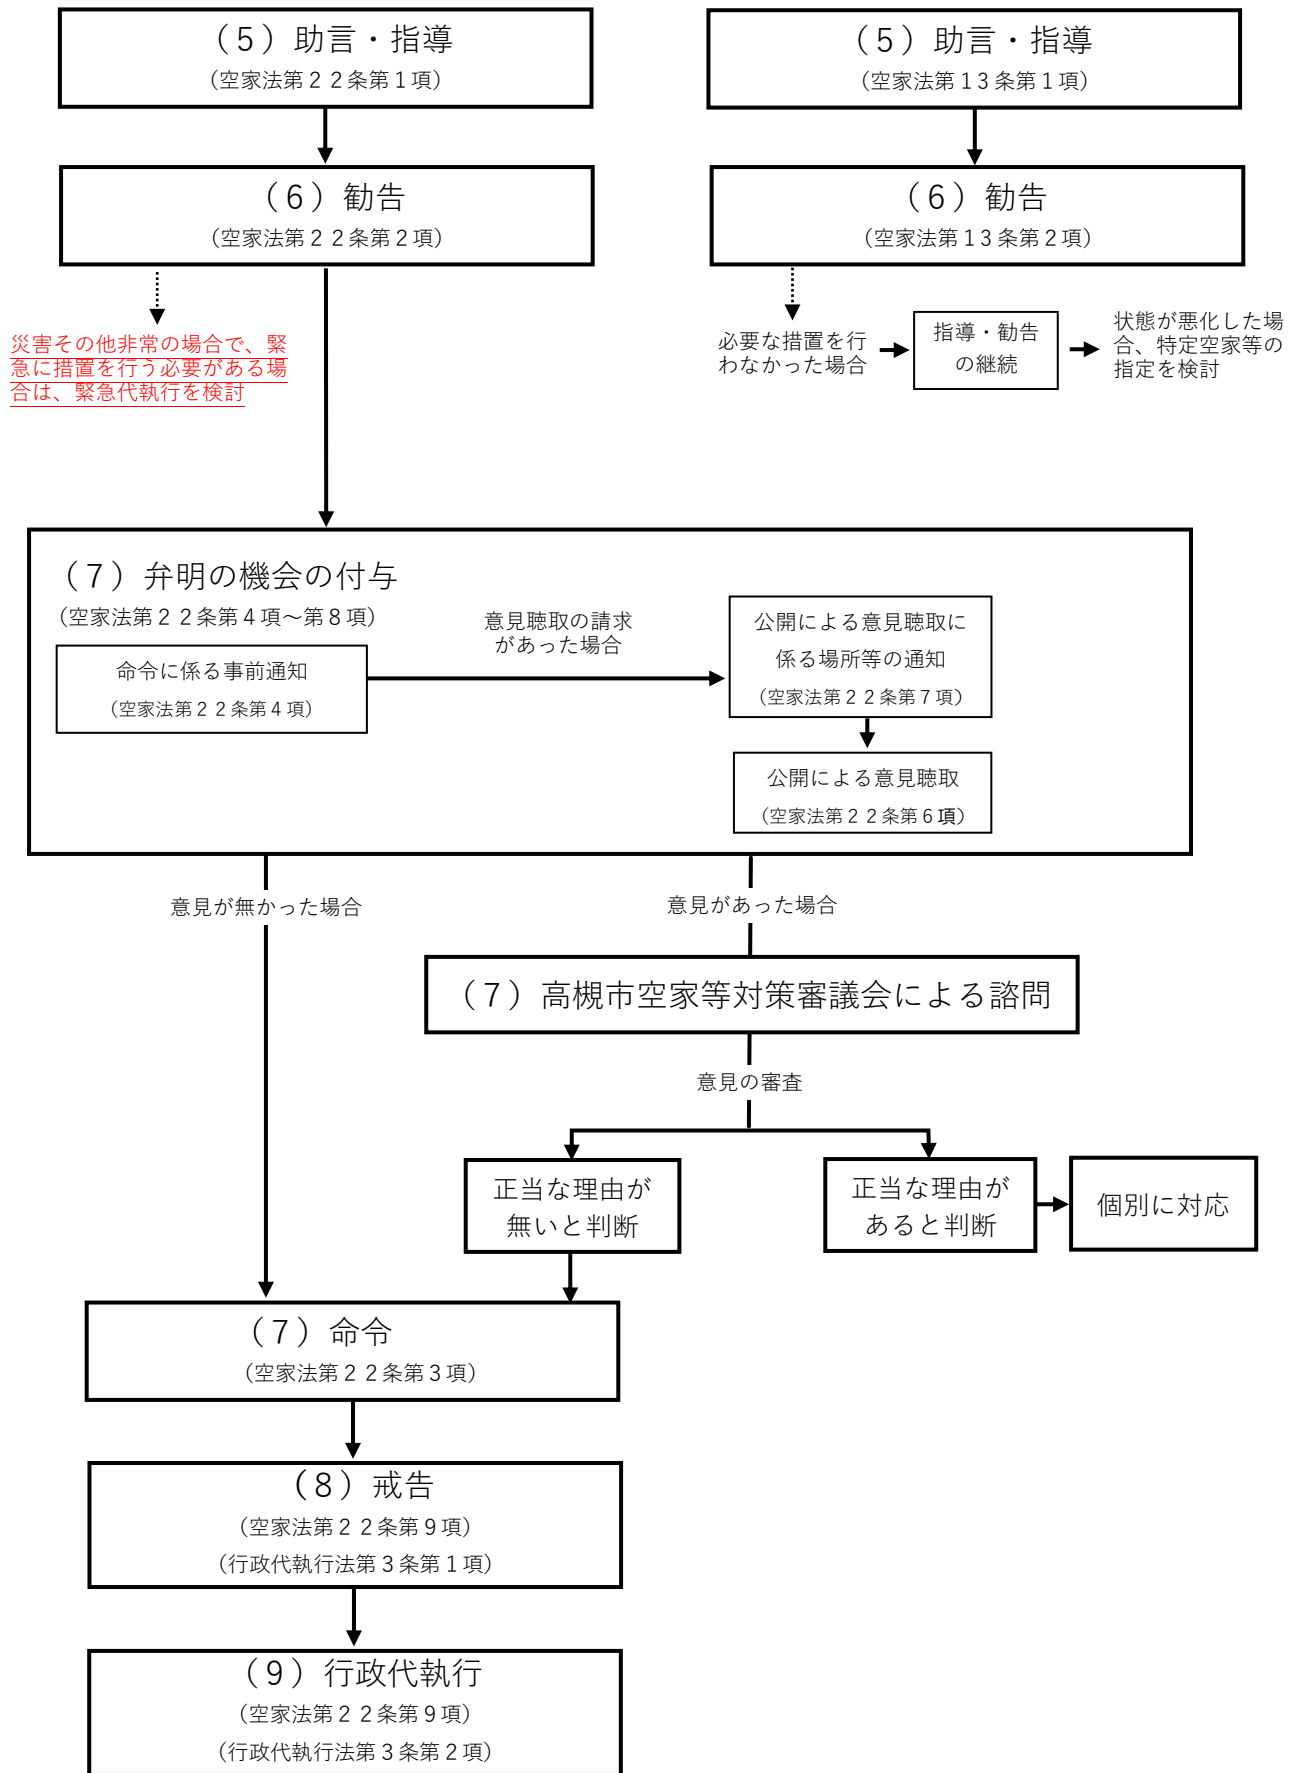 （５）助言・指導
（空家法第２２条第１項）
（５）助言・指導
（空家法第１３条第１項）
（６）勧告
（空家法第２２条第２項）
（６）勧告
（空家法第１３条第２項）
災害その他非常の場合で、緊
急に措置を行う必要がある場
合は、緊急代執行を検討
必要な措置を行
わなかった場合
指導・勧告
の継続
状態が悪化した場
合、特定空家等の
指定を検討
（７）弁明の機会の付与
（空家法第２２条第４項～第８項）
命令に係る事前通知
（空家法第２２条第４項）
意見聴取の請求
があった場合
公開による意見聴取に
係る場所等の通知
（空家法第２２条第７項）
公開による意見聴取
（空家法第２２条第６項）
意見が無かった場合
意見があった場合
（７）高槻市空家等対策審議会による諮問
意見の審査
正当な理由が
無いと判断
正当な理由が
あると判断
個別に対応
（７）命令
（空家法第２２条第３項）
（８）戒告
（空家法第２２条第９項）
（行政代執行法第３条第１項）
（９）行政代執行
（空家法第２２条第９項）
（行政代執行法第３条第２項）